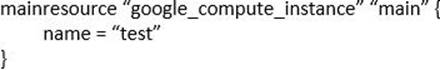 mainresource “google_compute_instance” “main” {
name = “test”
}